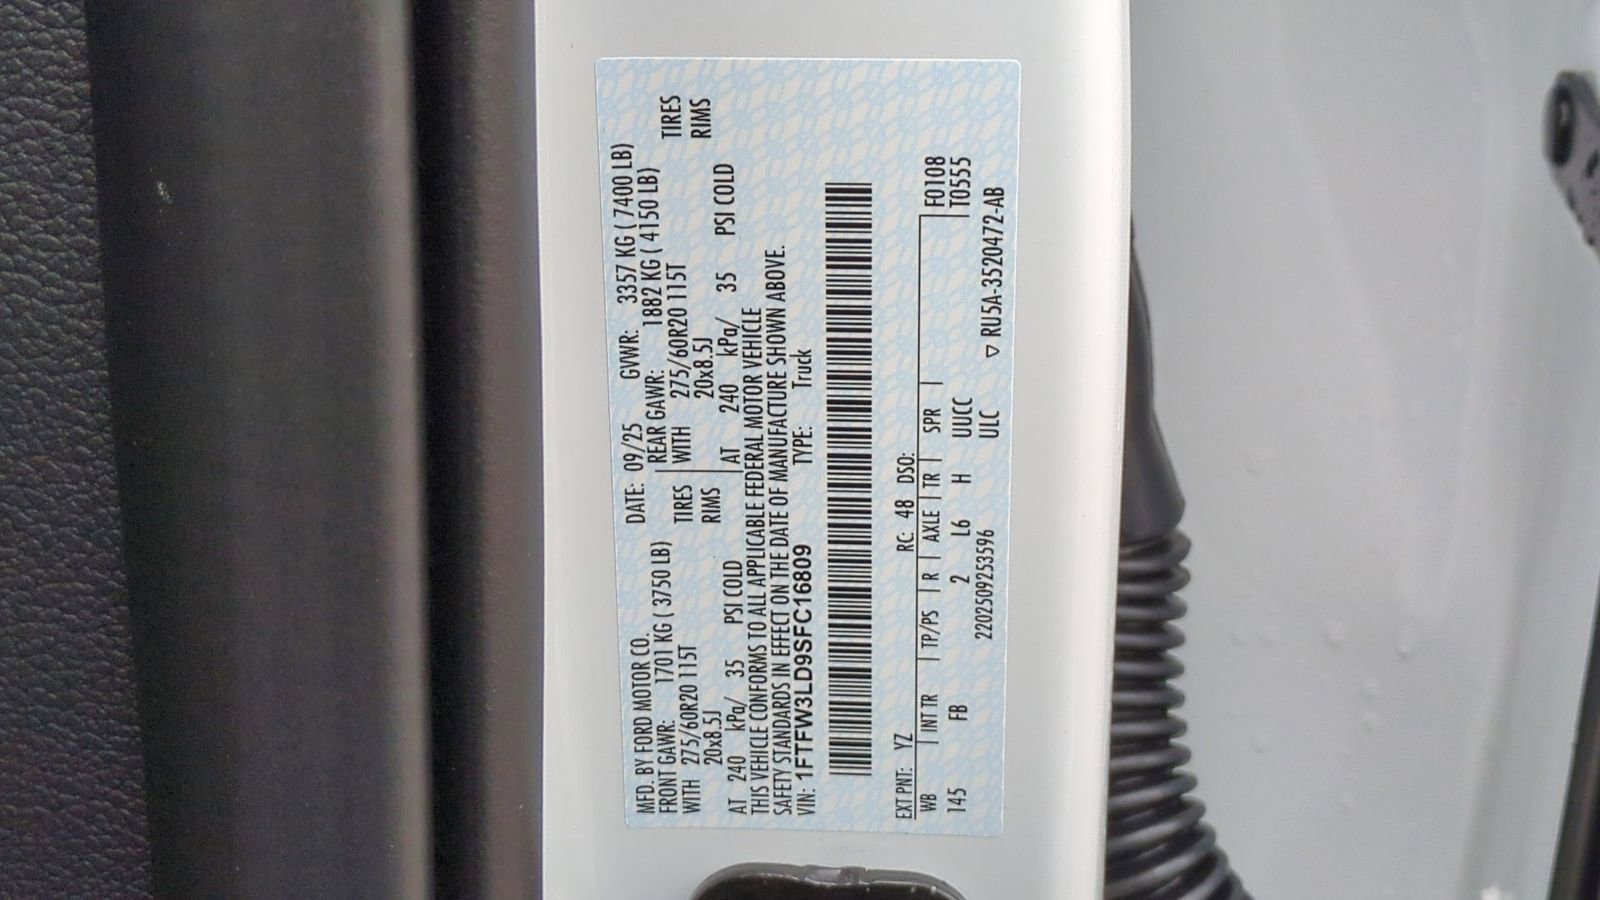 MFD. BY FORD MOTOR CO. DATE: 09/25 GVWR: 3357 KG ( 7400 LB)
FRONT GAWR: 1701 KG ( 3750 LB) REAR GAWR: 1882 KG ( 4150 LB)
WITH 275/60R20 115T TIRES WITH 275/60R20 115T TIRES
20x8.5J RIMS 20x8.5J RIMS
AT 240 kPa/ 35 PSI COLD AT 240 kPa/ 35 PSI COLD
THIS VEHICLE CONFORMS TO ALL APPLICABLE FEDERAL MOTOR VEHICLE
SAFETY STANDARDS IN EFFECT ON THE DATE OF MANUFACTURE SHOWN ABOVE.
VIN: 1FTFW3LD9SFC16809 TYPE: Truck
EXT PNT: YZ RC: 48 DSO: F0108
WB INT TR TP/PS R AXLE TR SPR T0555
145 FB 2 L6 H UUCC
2202509253596 ULC ▽ RU5A-3520472-AB